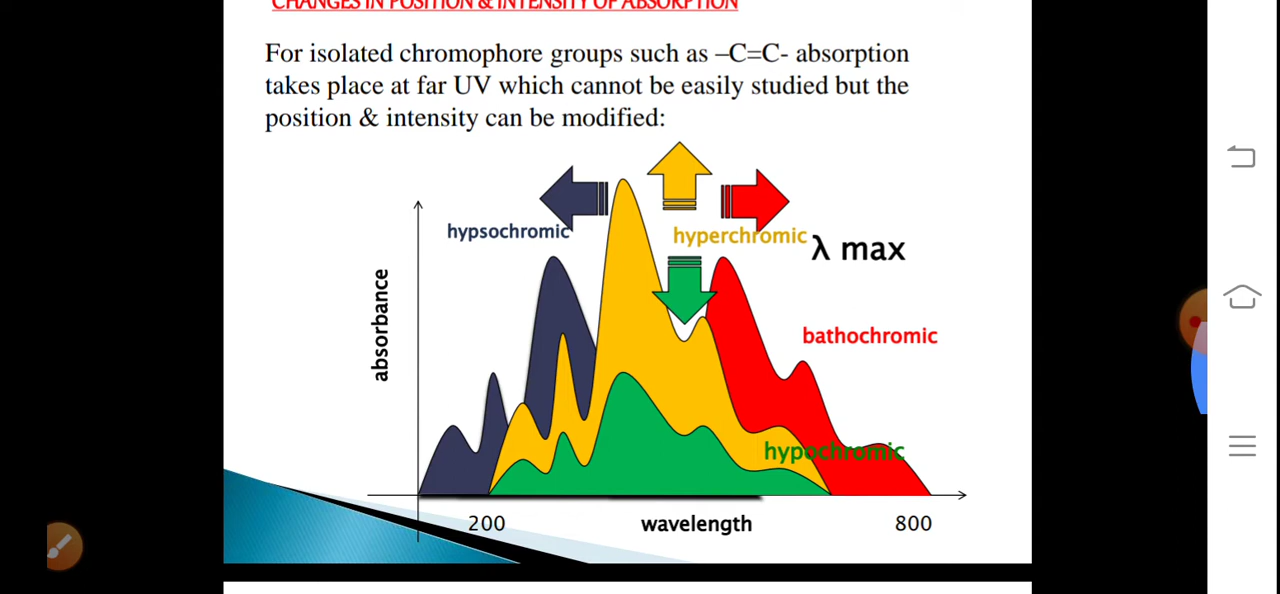 CHANGES IN POSITION & INTENSITY OF ABSORPTION
For isolated chromophore groups such as –C=C- absorption
takes place at far UV which cannot be easily studied but the
position & intensity can be modified:
hypsochromic
hyperchromic
λ max
absorbance
bathochromic
hypochromic
200
wavelength
800